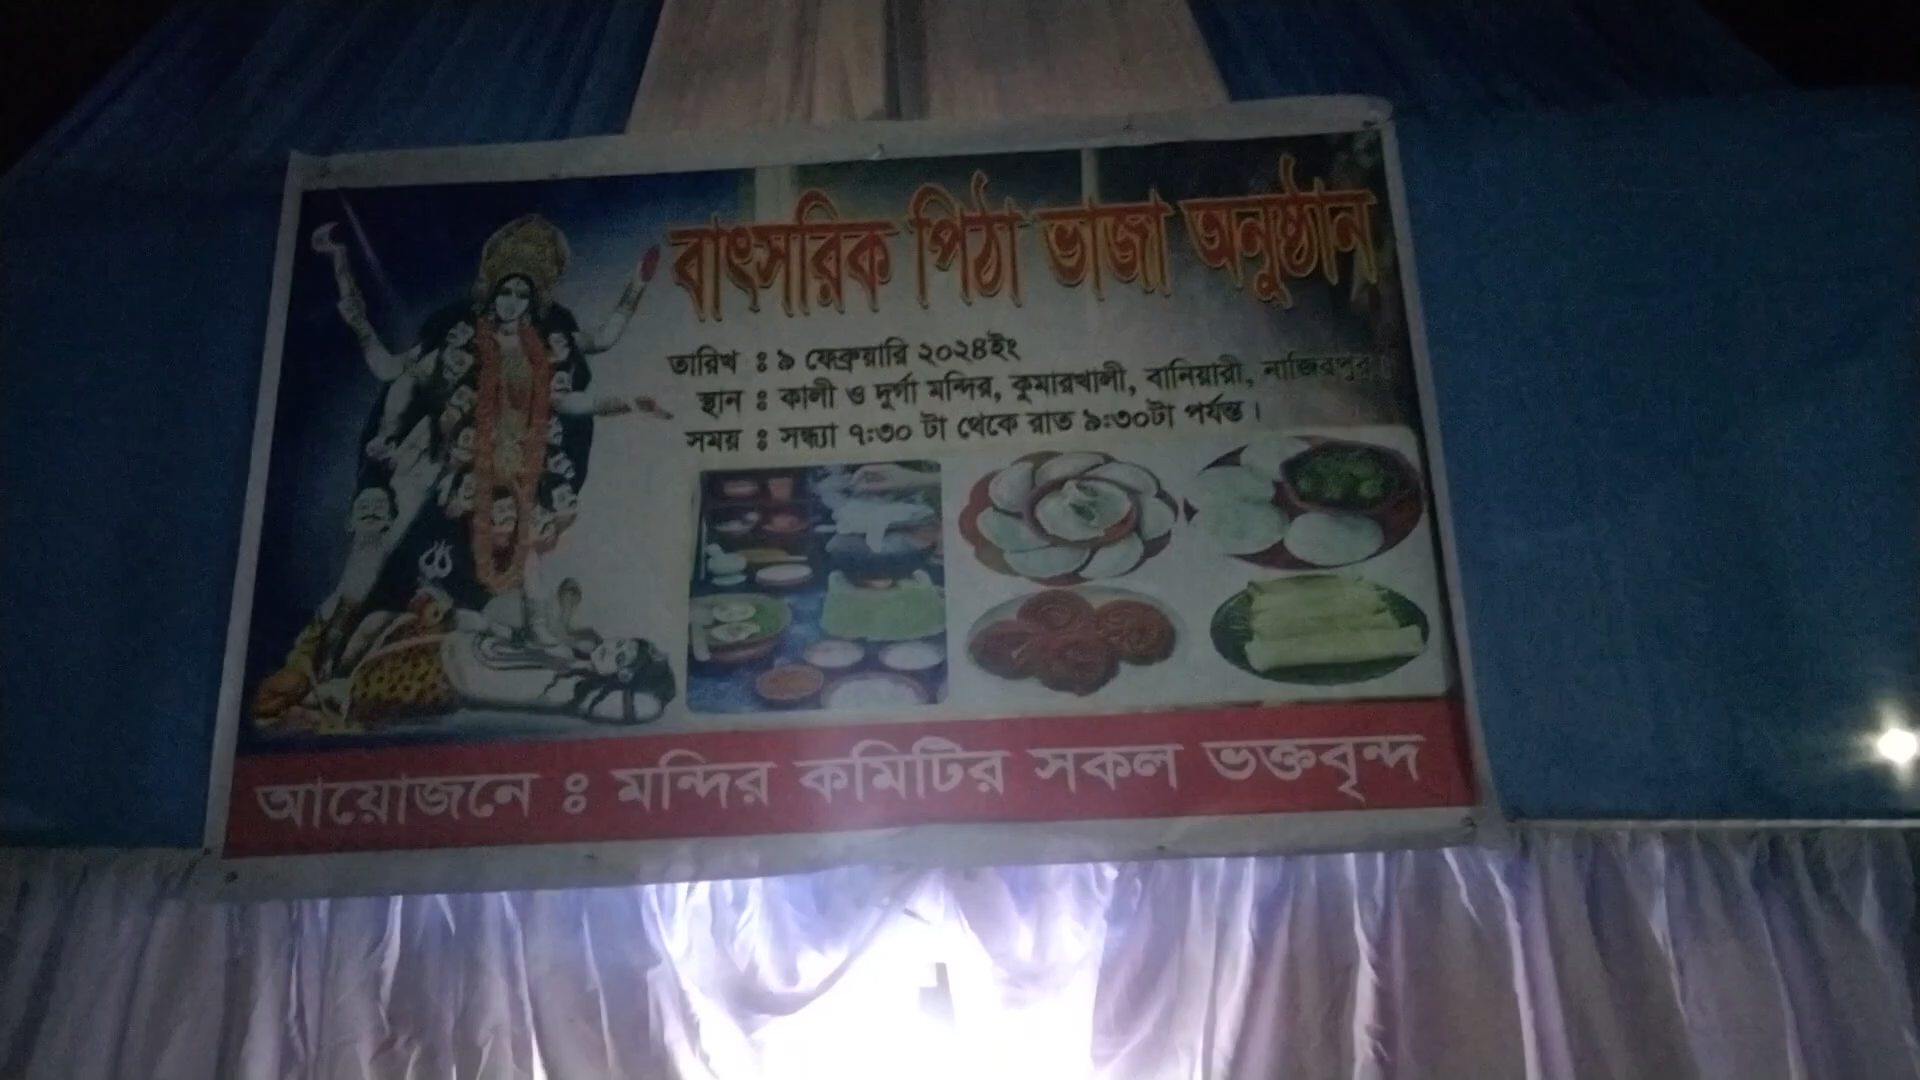 বাৎসরিক পিঠা ভাজা অনুষ্ঠান
তারিখ : ৯ ফেব্রুয়ারি ২০২৪ইং
স্থান : কালী ও দুর্গা মন্দির, কুমারখালী, বানিয়ারী, নাজিরপুর।
সময় : সন্ধ্যা ৭:৩০ টা থেকে রাত ৯:৩০টা পর্যন্ত।
আয়োজনে : মন্দির কমিটির সকল ভক্তবৃন্দ